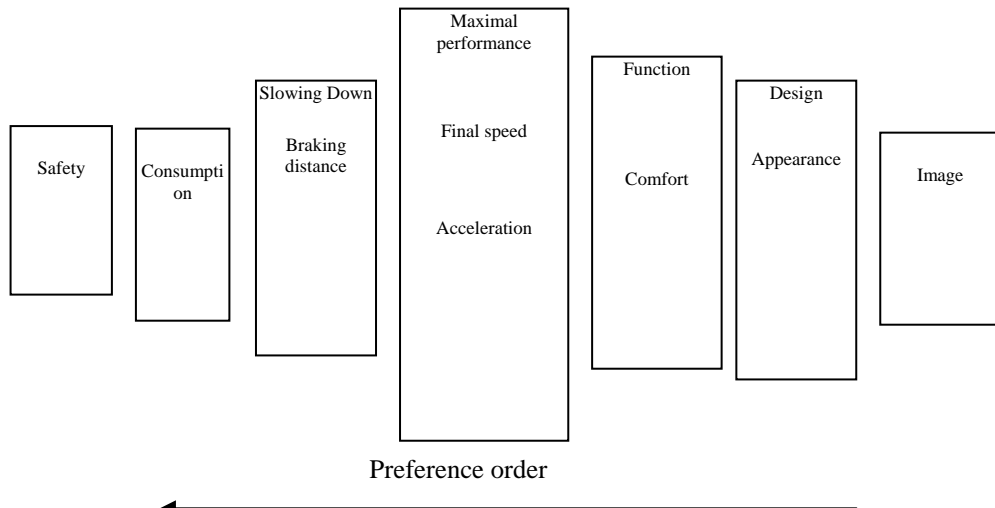 Safety
Consumpti
on
Slowing Down
Braking
distance
Maximal
performance
Final speed
Acceleration
Function
Comfort
Design
Appearance
Image
Preference order